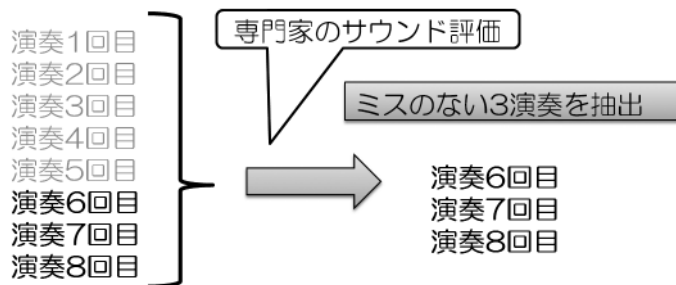 演奏1回目
演奏2回目
演奏3回目
演奏4回目
演奏5回目
演奏6回目
演奏7回目
演奏8回目
専門家のサウンド評価
ミスのない3演奏を抽出
演奏6回目
演奏7回目
演奏8回目